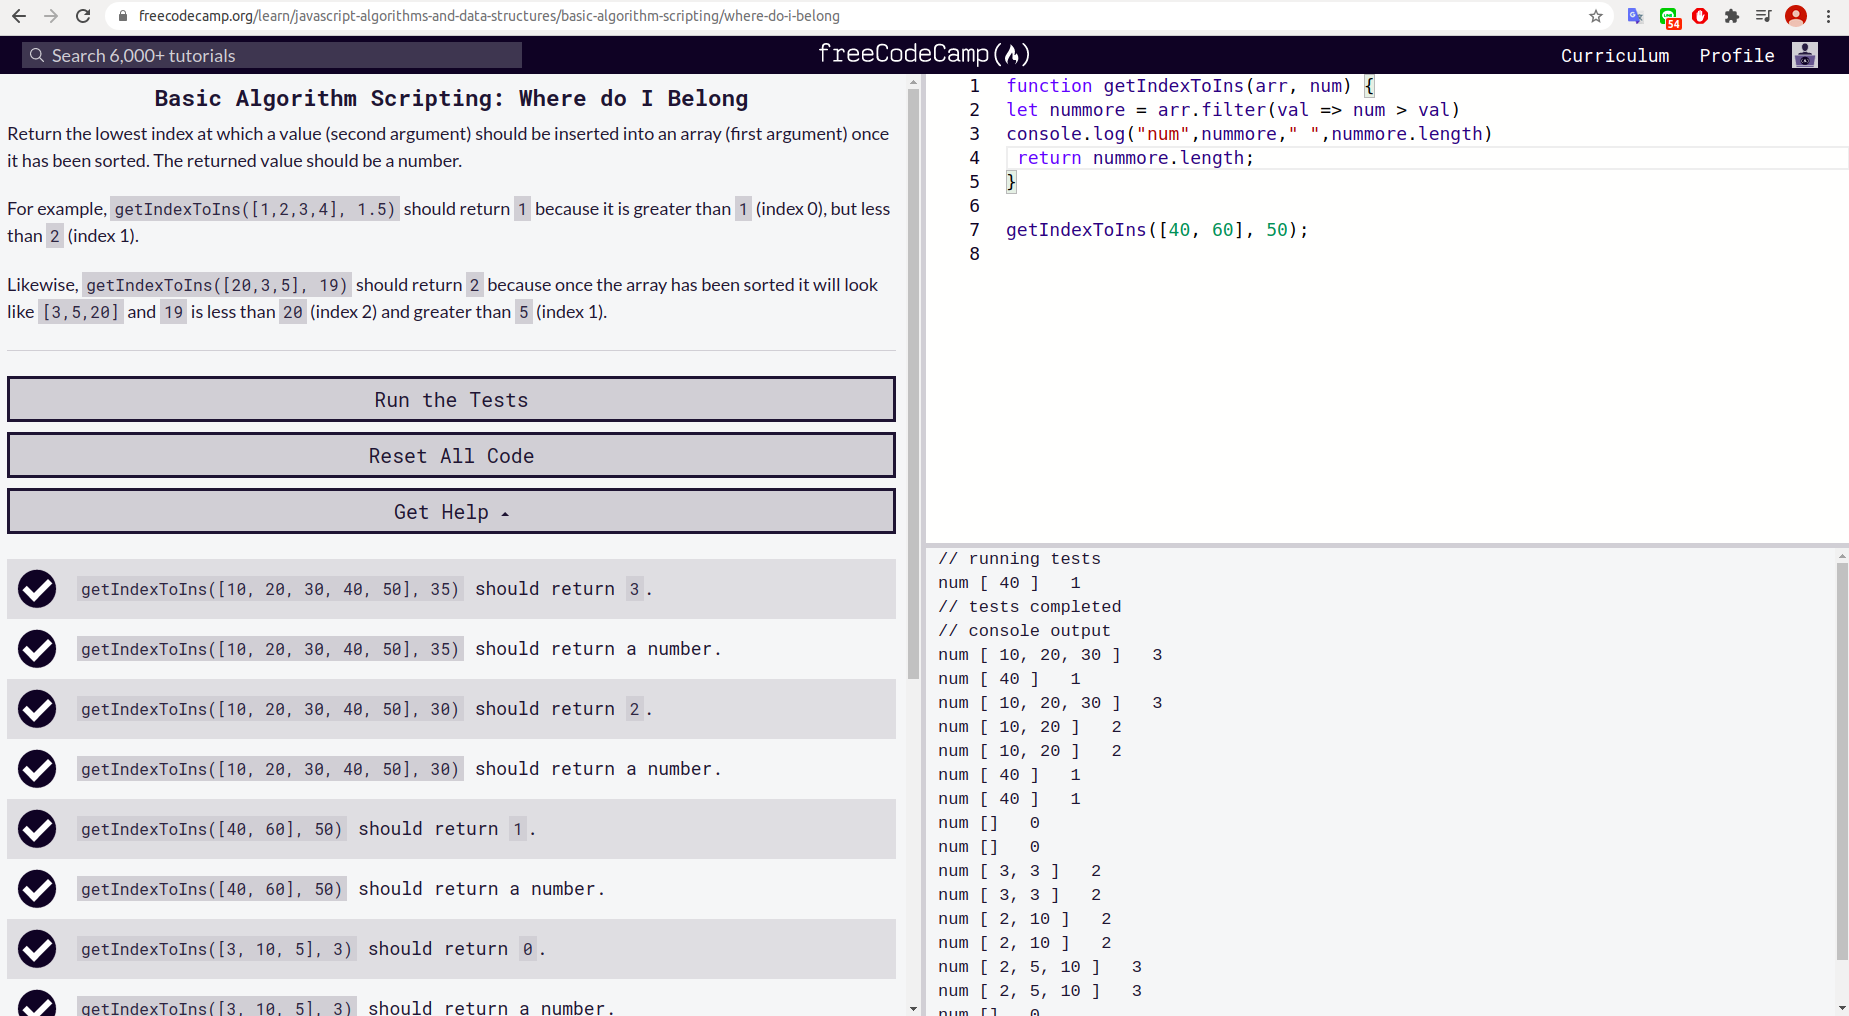 freecodecamp.org/learn/javascript-algorithms-and-data-structures/basic-algorithm-scripting/where-do-i-belong
54
Search 6,000+ tutorials
freeCodeCamp
Curriculum
Profile
Basic Algorithm Scripting: Where do I Belong
Return the lowest index at which a value (second argument) should be inserted into an array (first argument) once
it has been sorted. The returned value should be a number.
For example, getIndexToIns([1,2,3,4], 1.5) should return 1 because it is greater than 1 (index 0), but less
than 2 (index 1).
Likewise, getIndexToIns([20,3,5], 19) should return 2 because once the array has been sorted it will look
like [3,5,20] and 19 is less than 20 (index 2) and greater than 5 (index 1).
Run the Tests
Reset All Code
Get Help
getIndexToIns([10, 20, 30, 40, 50], 35) should return 3.
getIndexToIns([10, 20, 30, 40, 50], 35) should return a number.
getIndexToIns([10, 20, 30, 40, 50], 30) should return 2.
getIndexToIns([10, 20, 30, 40, 50], 30) should return a number.
getIndexToIns([40, 60], 50) should return 1.
getIndexToIns([40, 60], 50) should return a number.
getIndexToIns([3, 10, 5], 3) should return 0.
getIndexToIns([3, 10, 5], 3) should return a number.
1 function getIndexToIns(arr, num) {
2 let nummore = arr.filter(val => num > val)
3 console.log("num",nummore," ",nummore.length)
4 return nummore.length;
5 }
6
7 getIndexToIns([40, 60], 50);
8
// running tests
num [ 40 ]   1
// tests completed
// console output
num [ 10, 20, 30 ]   3
num [ 40 ]   1
num [ 10, 20, 30 ]   3
num [ 10, 20 ]   2
num [ 10, 20 ]   2
num [ 40 ]   1
num [ 40 ]   1
num []   0
num []   0
num [ 3, 3 ]   2
num [ 3, 3 ]   2
num [ 2, 10 ]   2
num [ 2, 10 ]   2
num [ 2, 5, 10 ]   3
num [ 2, 5, 10 ]   3
num []   0